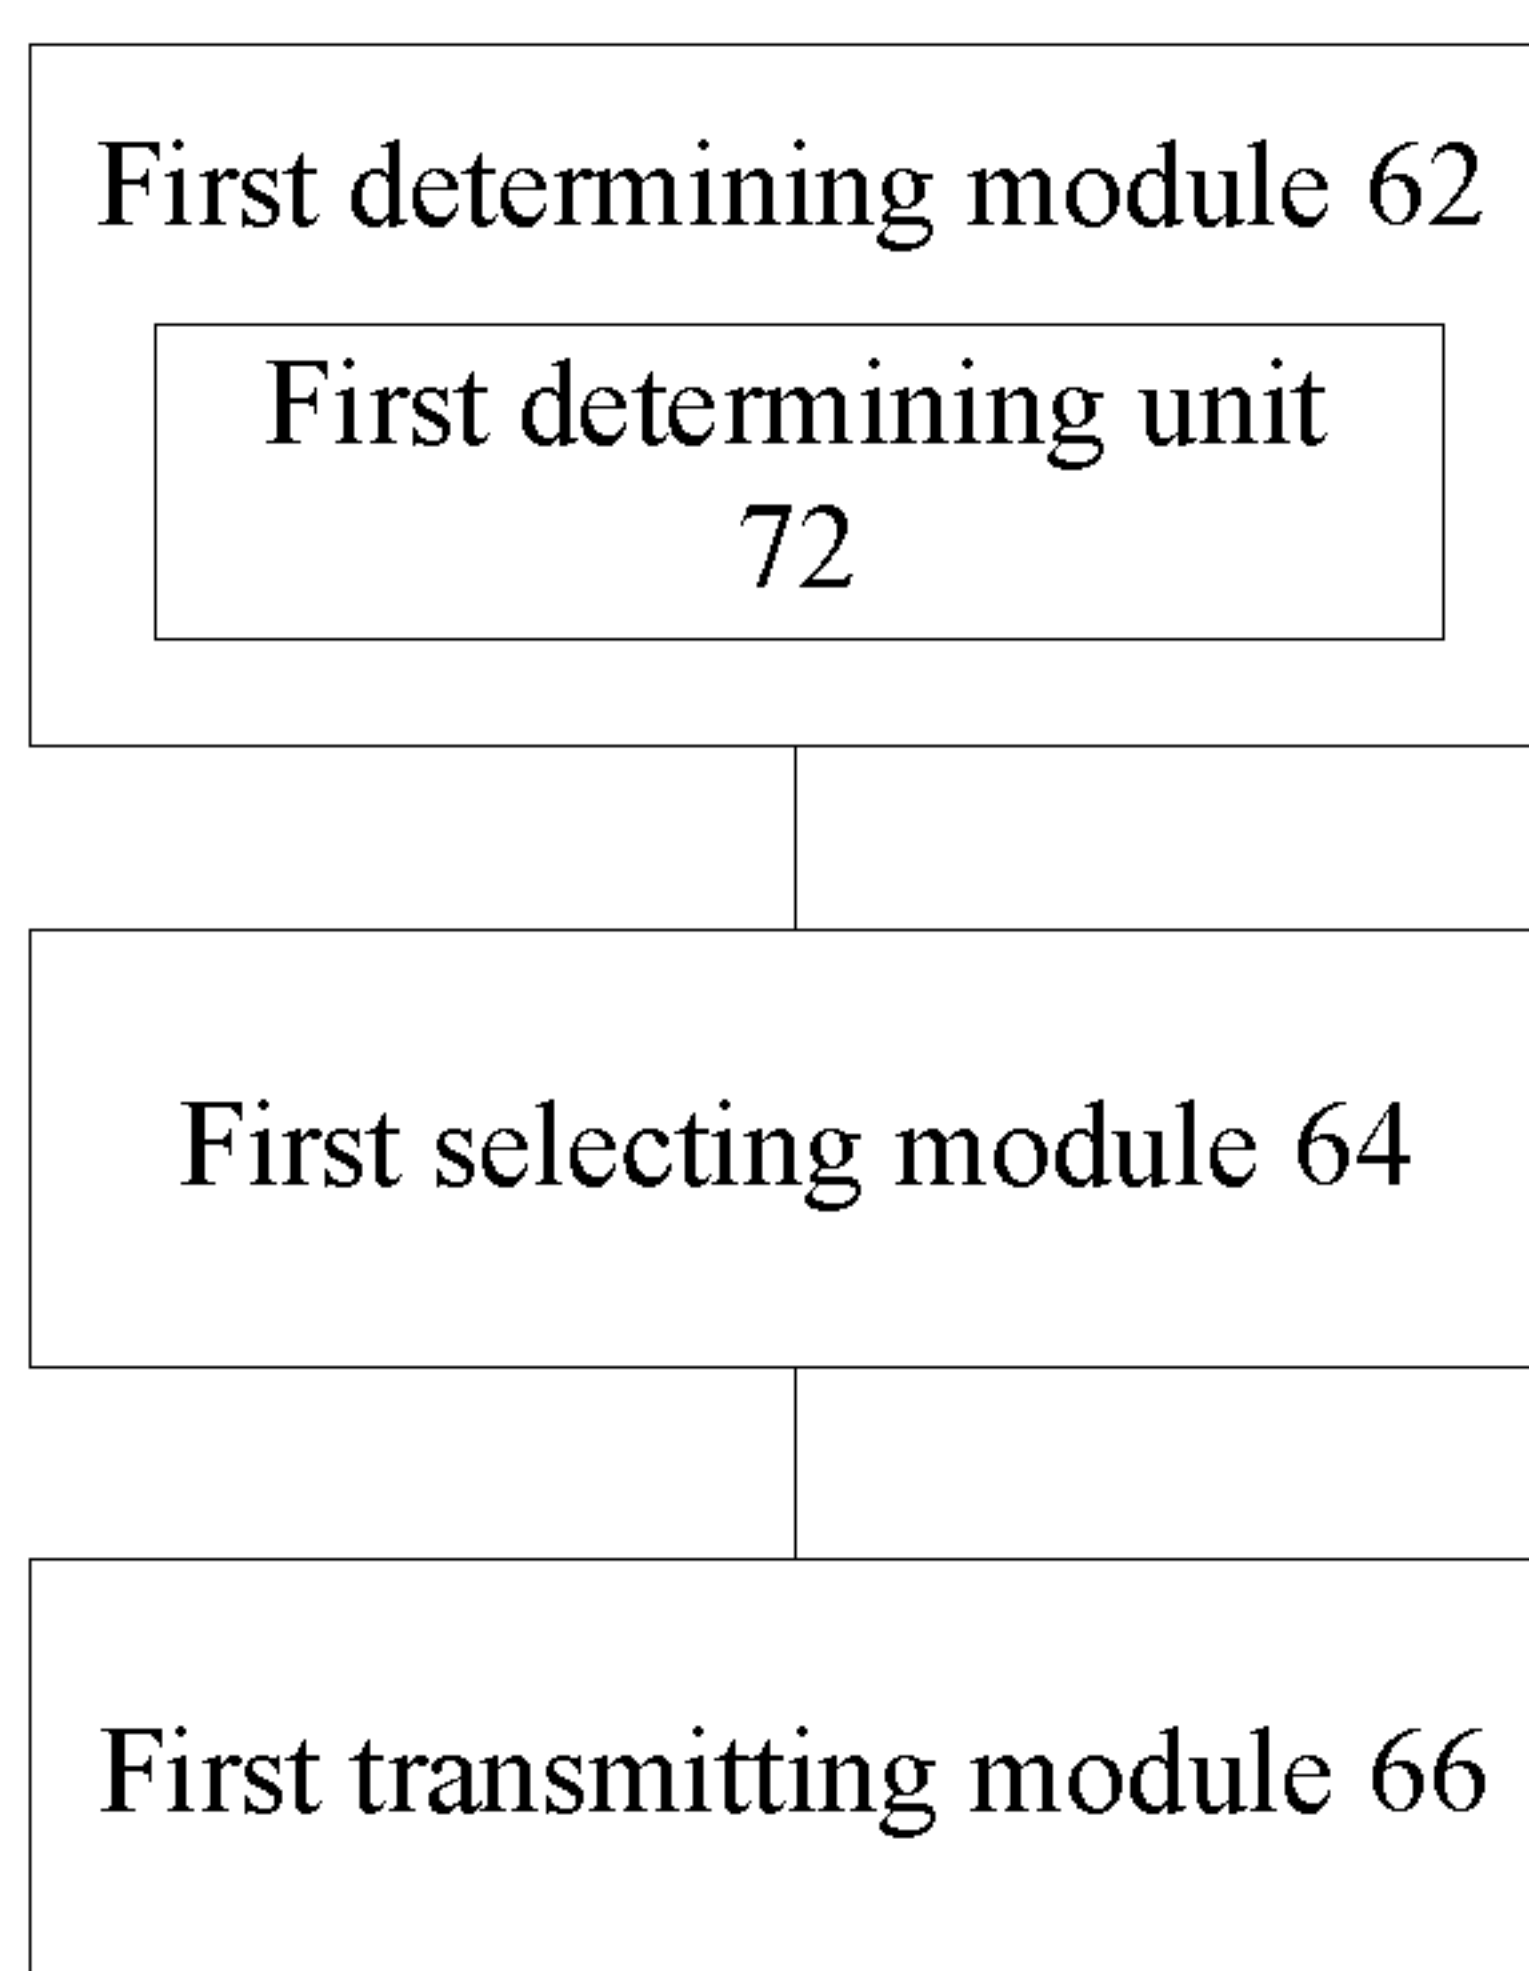 First determining module 62
First determining unit
72
First selecting module 64
First transmitting module 66